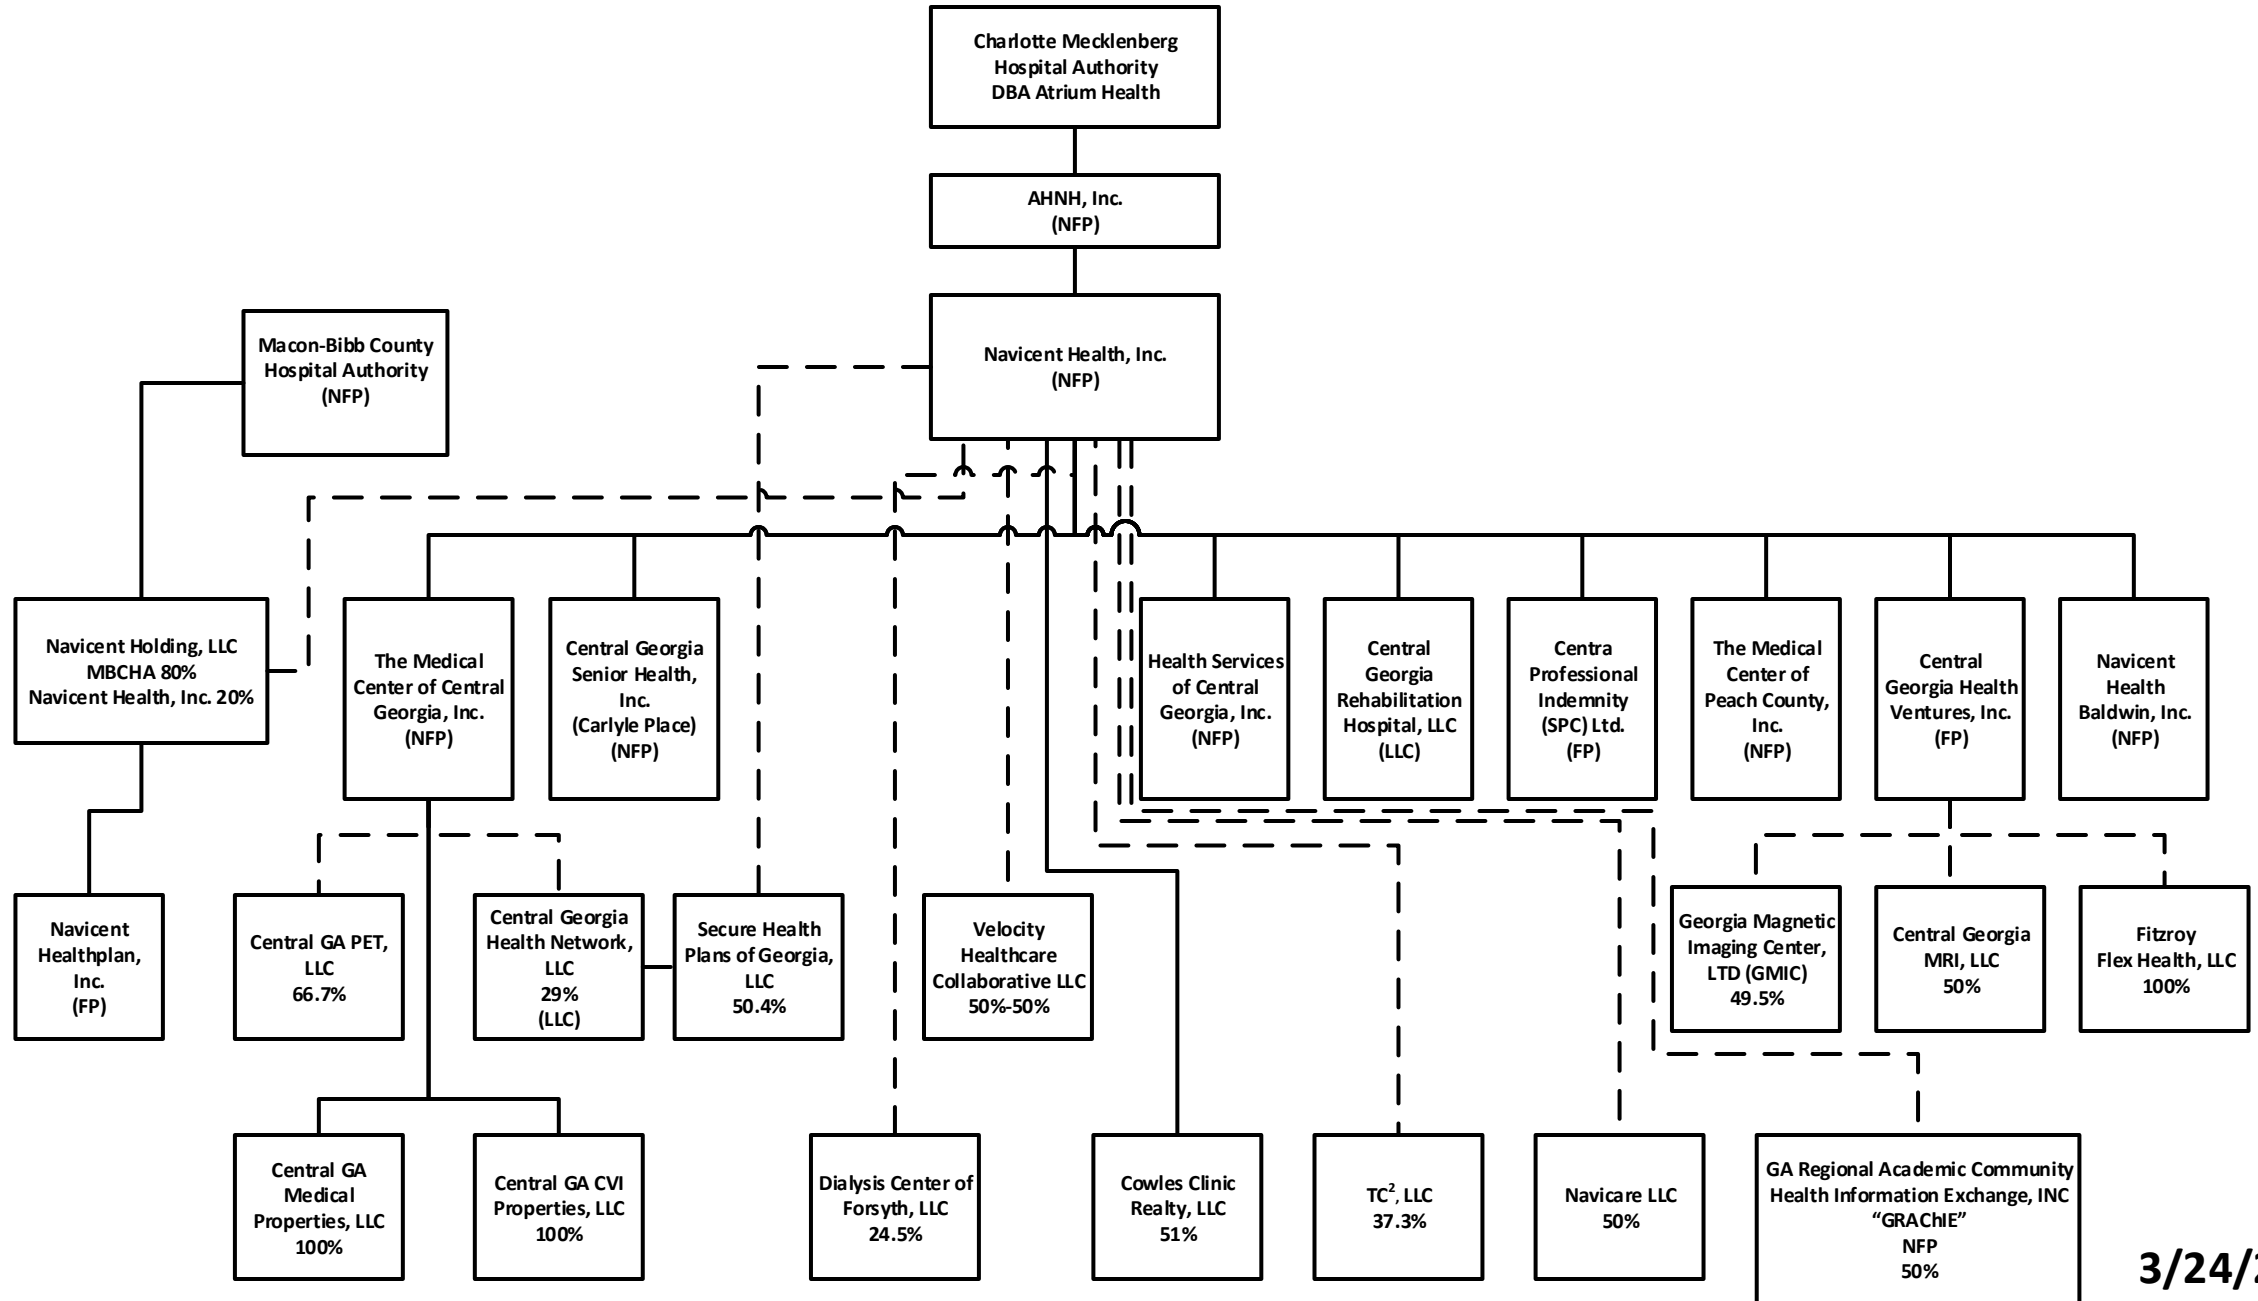 Charlotte Mecklenberg
Hospital Authority
DBA Atrium Health
AHNH, Inc.
(NFP)
Navicent Health, Inc.
(NFP)
Macon-Bibb County
Hospital Authority
(NFP)
Navicent Holding, LLC
MBCHA 80%
Navicent Health, Inc. 20%
The Medical
Center of Central
Georgia, Inc.
(NFP)
Central Georgia
Senior Health,
Inc.
(Carlyle Place)
(NFP)
Health Services
of Central
Georgia, Inc.
(NFP)
Central
Georgia
Rehabilitation
Hospital, LLC
(LLC)
Centra
Professional
Indemnity
(SPC) Ltd.
(FP)
The Medical
Center of
Peach County,
Inc.
(NFP)
Central
Georgia Health
Ventures, Inc.
(FP)
Navicent
Health
Baldwin, Inc.
(NFP)
Navicent
Healthplan,
Inc.
(FP)
Central GA PET,
LLC
66.7%
Central Georgia
Health Network,
LLC
29%
(LLC)
Secure Health
Plans of Georgia,
LLC
50.4%
Velocity
Healthcare
Collaborative LLC
50%-50%
Georgia Magnetic
Imaging Center,
LTD (GMIC)
49.5%
Central Georgia
MRI, LLC
50%
Fitzroy
Flex Health, LLC
100%
Central GA
Medical
Properties, LLC
100%
Central GA CVI
Properties, LLC
100%
Dialysis Center of
Forsyth, LLC
24.5%
Cowles Clinic
Realty, LLC
51%
TC², LLC
37.3%
Navicare LLC
50%
GA Regional Academic Community
Health Information Exchange, INC
“GRAChIE”
NFP
50%
3/24/2